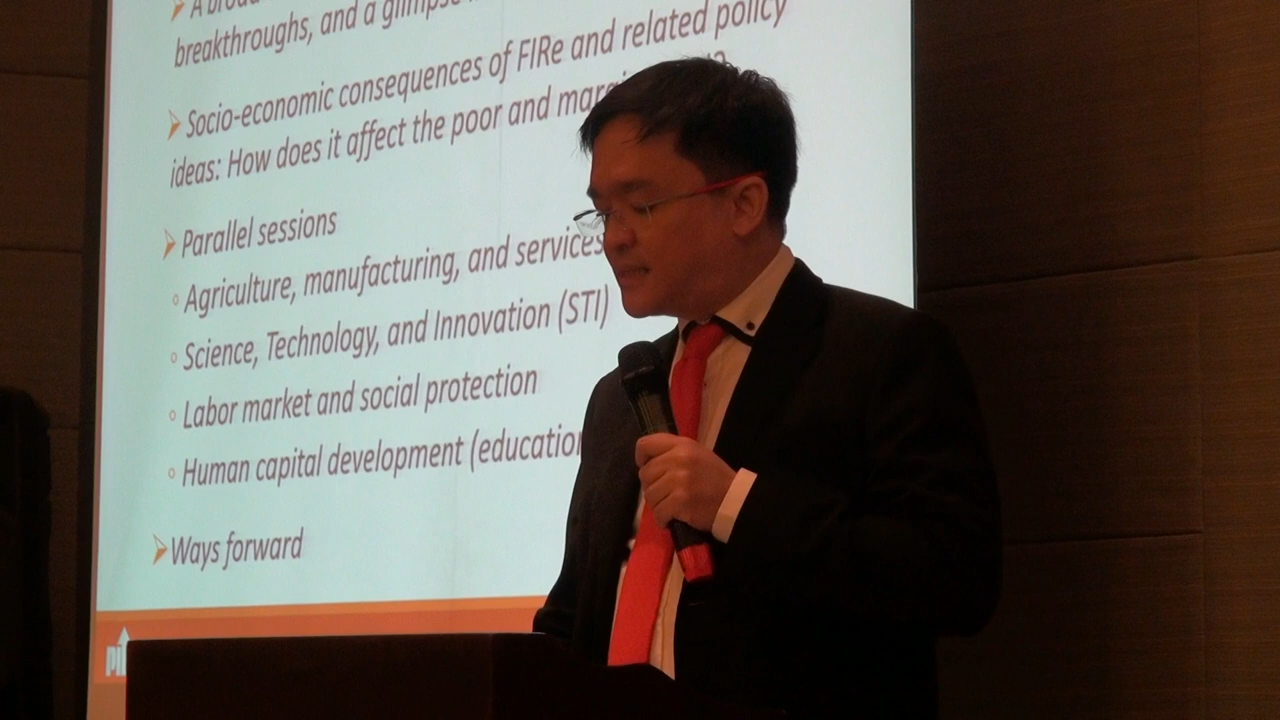 ➤ A broad
breakthroughs, and a glimpse
➤ Socio-economic consequences of FIRe and related policy
ideas: How does it affect the poor and
➤ Parallel sessions
◦ Agriculture, manufacturing, and services
◦ Science, Technology, and Innovation (STI)
◦ Labor market and social protection
◦ Human capital development (education
➤ Ways forward